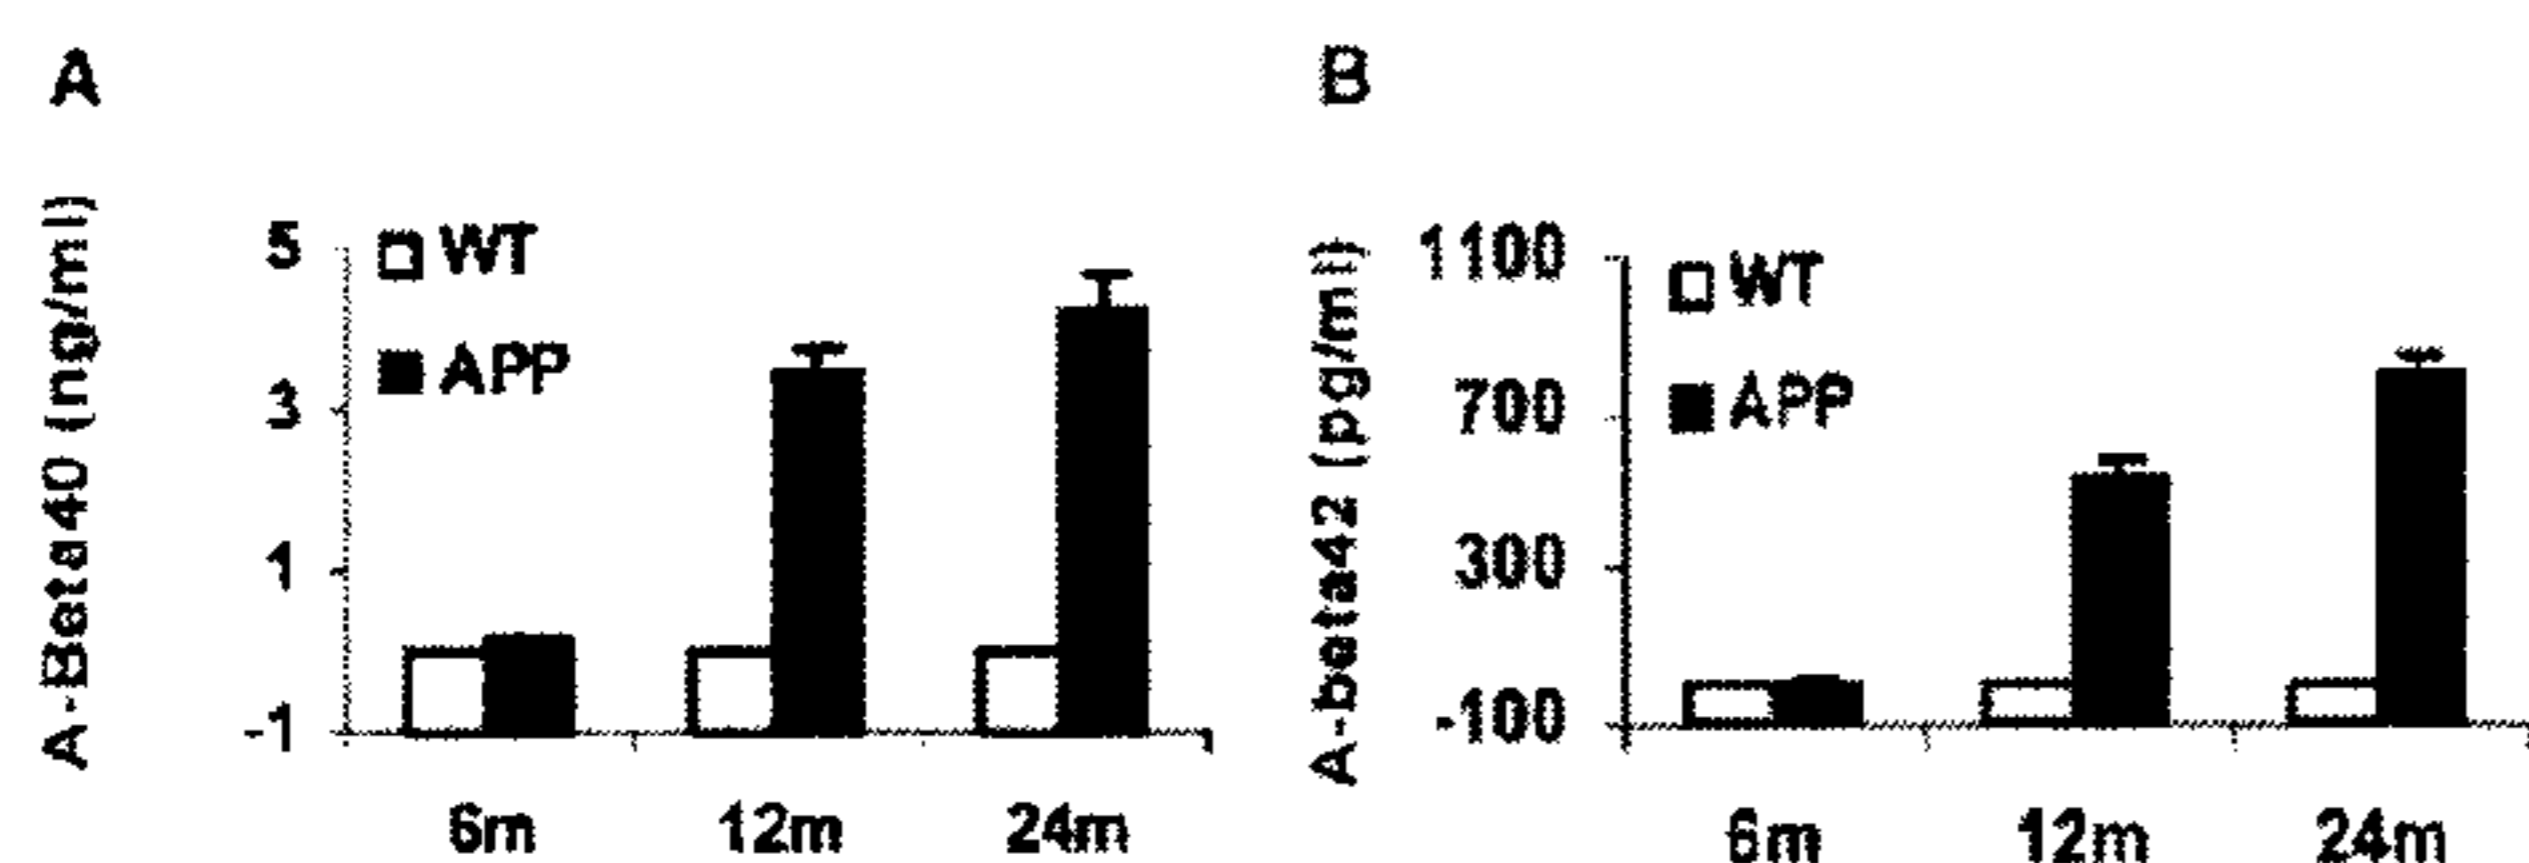 A
A-Beta40 (ng/ml)
5
3
1
-1
WT
APP
6m 12m 24m
B
A-beta42 (pg/ml)
1100
700
300
-100
WT
APP
6m 12m 24m